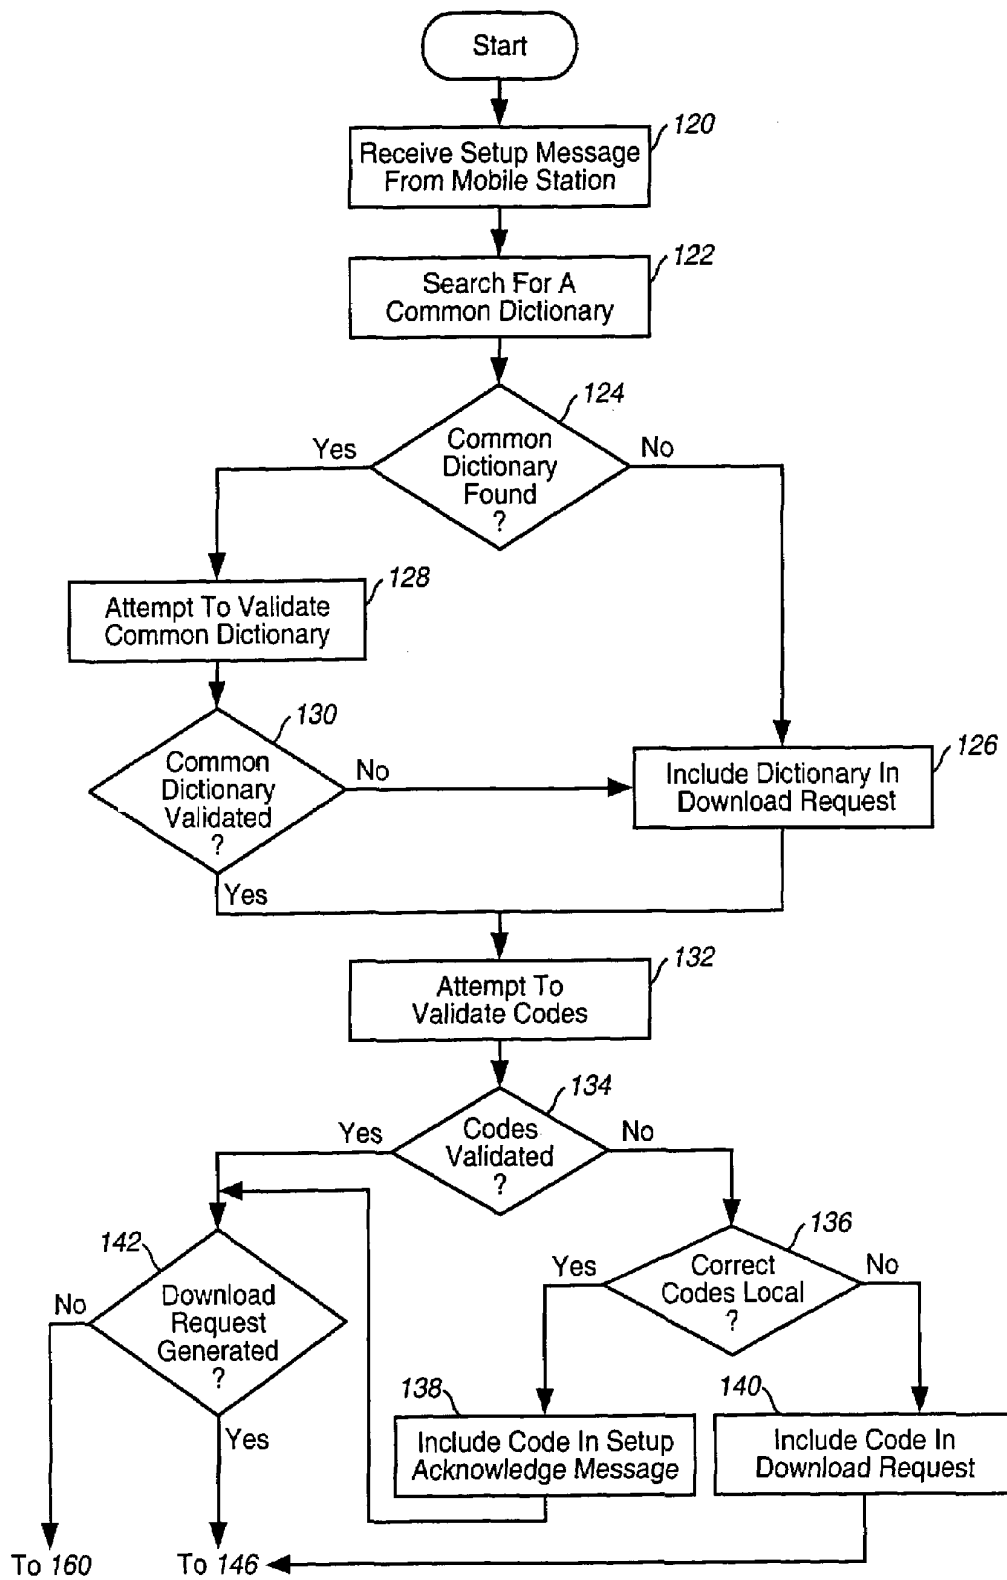 Start
120
Receive Setup Message
From Mobile Station
122
Search For A
Common Dictionary
124
Yes
Common
Dictionary
Found
?
No
128
Attempt To Validate
Common Dictionary
130
Common
Dictionary
Validated
?
No
Yes
126
Include Dictionary In
Download Request
132
Attempt To
Validate Codes
134
Yes
Codes
Validated
?
No
136
Yes
Correct
Codes Local
?
No
142
No
Download
Request
Generated
?
Yes
138
Include Code In Setup
Acknowledge Message
140
Include Code In
Download Request
To 160
To 146